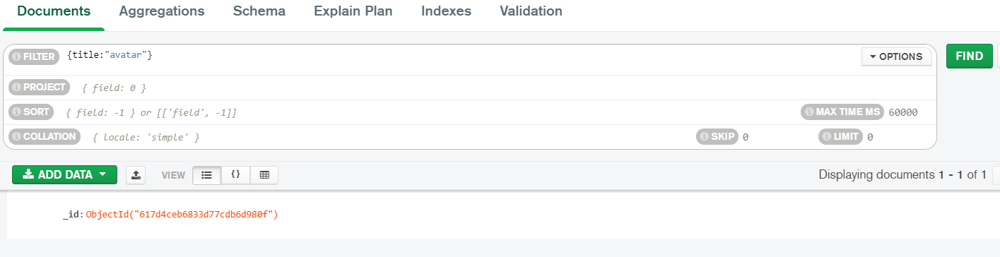 Documents Aggregations Schema Explain Plan Indexes Validation
FILTER {title:"avatar"} OPTIONS FIND
PROJECT { field: 0 }
SORT { field: -1 } or [['field', -1]] MAX TIME MS 60000
COLLATION { locale: 'simple' } SKIP 0 LIMIT 0
ADD DATA VIEW {} Displaying documents 1 - 1 of 1
_id: ObjectId("617d4ceb6833d77cdb6d980f")